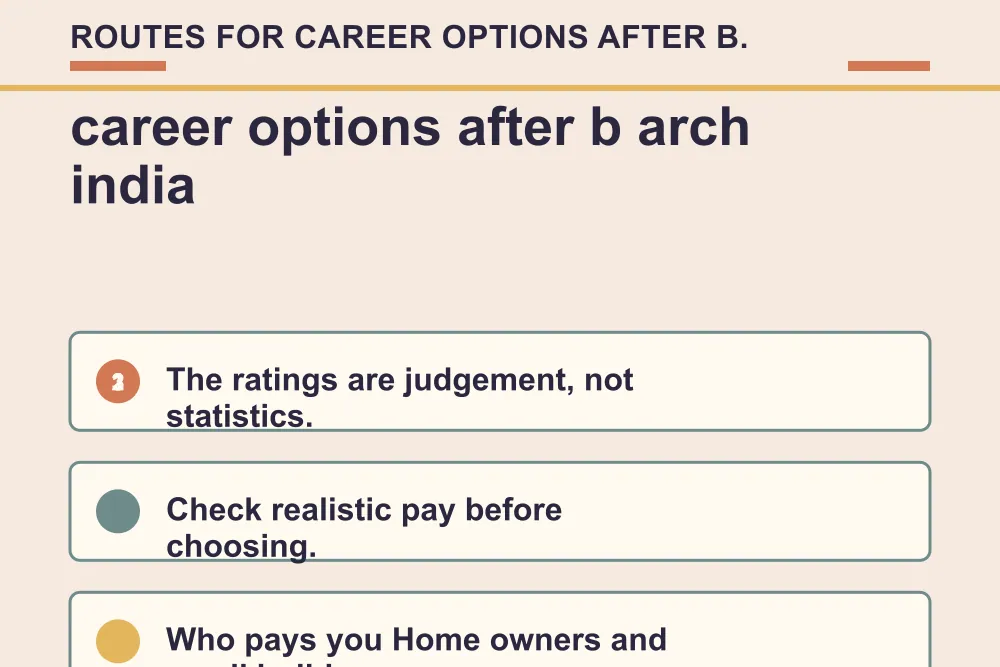 ROUTES FOR CAREER OPTIONS AFTER B.
career options after b arch
india
The ratings are judgement, not
statistics.
Check realistic pay before
choosing.
Who pays you Home owners and